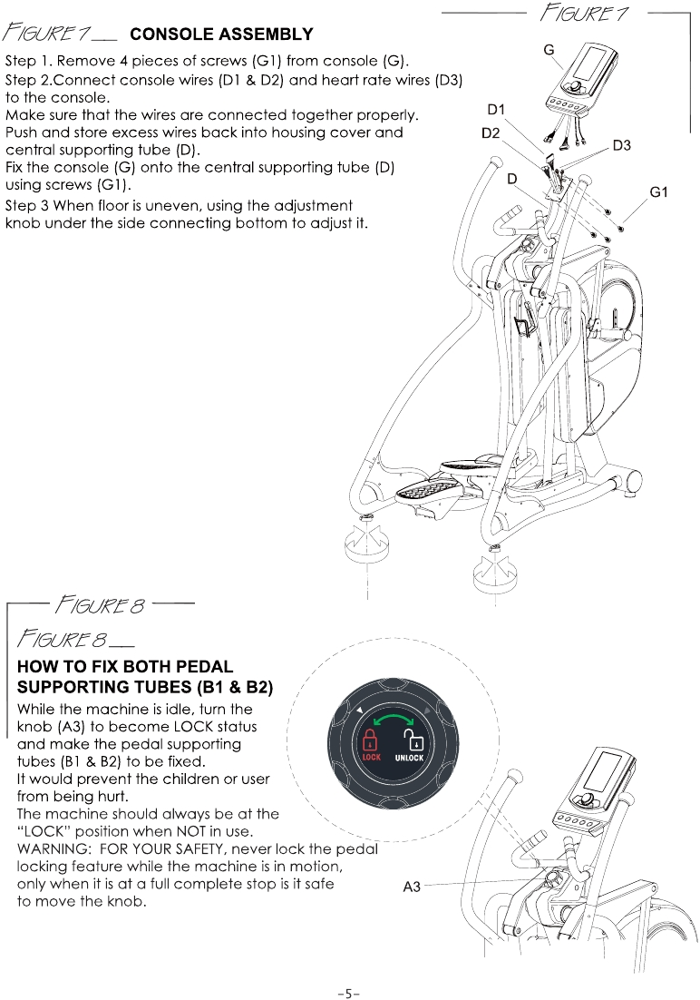 FIGURE 7
FIGURE 7__ CONSOLE ASSEMBLY
Step 1. Remove 4 pieces of screws (G1) from console (G).
Step 2.Connect console wires (D1 & D2) and heart rate wires (D3)
to the console.
Make sure that the wires are connected together properly.
Push and store excess wires back into housing cover and
central supporting tube (D).
Fix the console (G) onto the central supporting tube (D)
using screws (G1).
Step 3 When floor is uneven, using the adjustment
knob under the side connecting bottom to adjust it.
G
D1
D2
D3
D
G1
FIGURE 8
FIGURE 8__
HOW TO FIX BOTH PEDAL
SUPPORTING TUBES (B1 & B2)
While the machine is idle, turn the
knob (A3) to become LOCK status
and make the pedal supporting
tubes (B1 & B2) to be fixed.
It would prevent the children or user
from being hurt.
The machine should always be at the
“LOCK” position when NOT in use.
WARNING: FOR YOUR SAFETY, never lock the pedal
locking feature while the machine is in motion,
only when it is at a full complete stop is it safe
to move the knob.
LOCK UNLOCK
A3
-5-